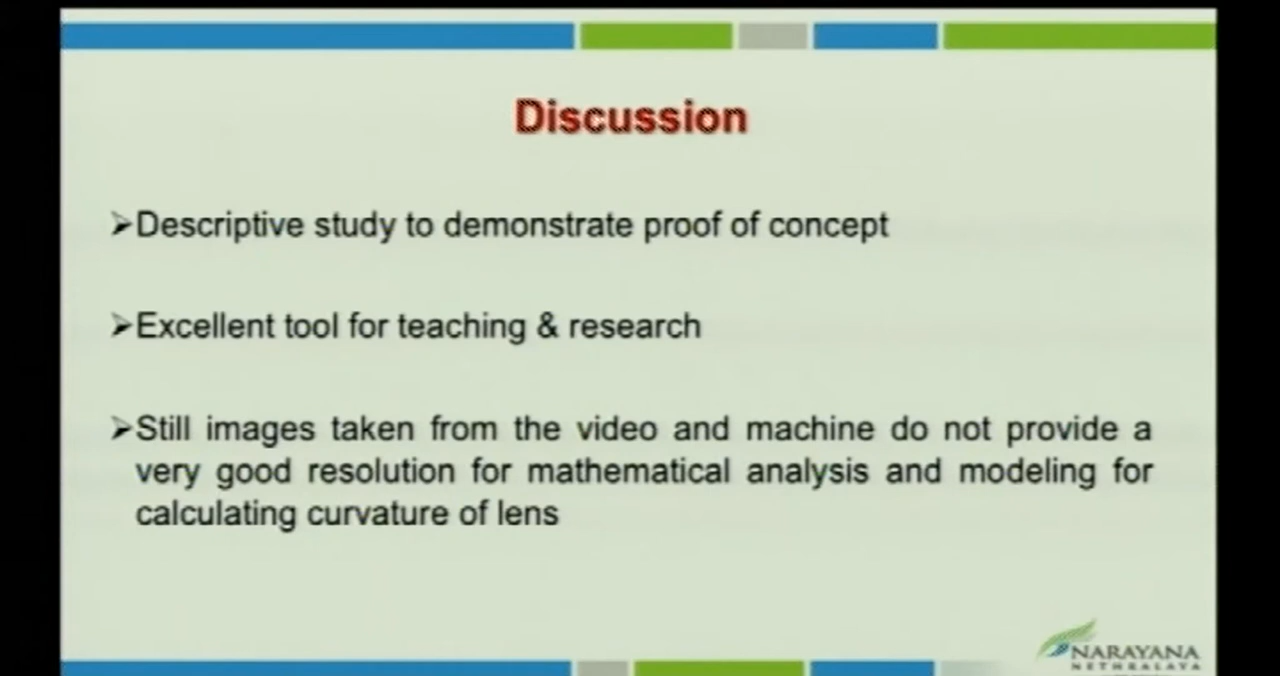 Discussion
➢Descriptive study to demonstrate proof of concept
➢Excellent tool for teaching & research
➢Still images taken from the video and machine do not provide a
very good resolution for mathematical analysis and modeling for
calculating curvature of lens
NARAYANA
NETHRALAYA